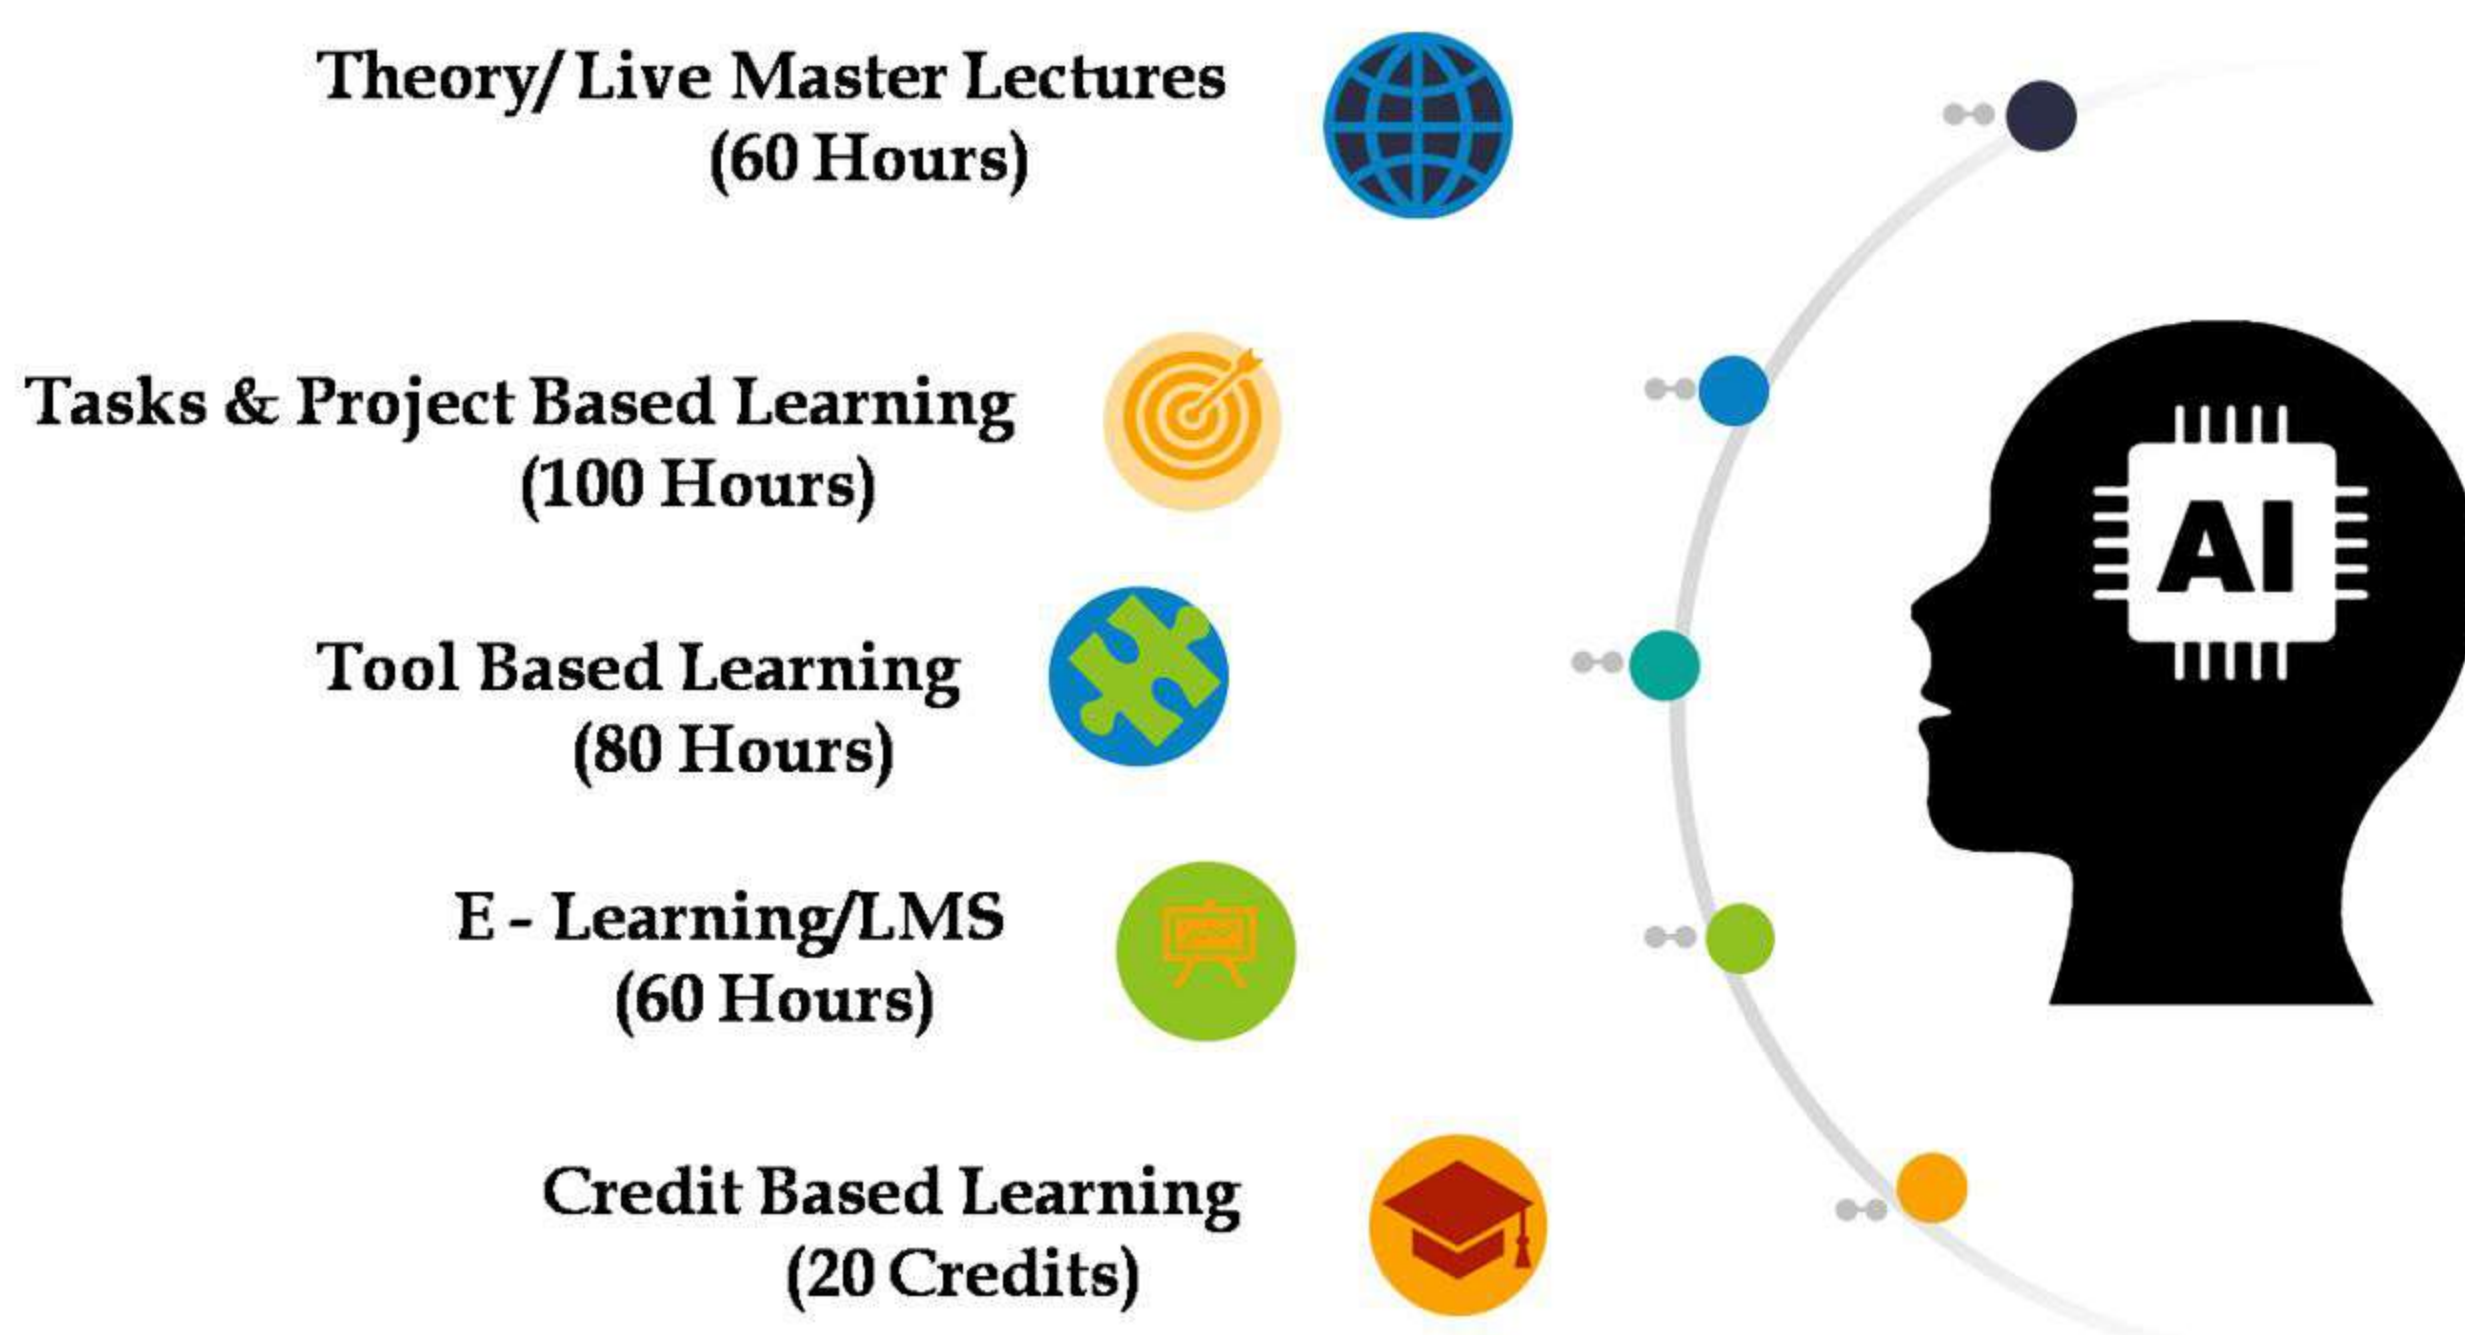 Theory/ Live Master Lectures
(60 Hours)
Tasks & Project Based Learning
(100 Hours)
AI
Tool Based Learning
(80 Hours)
E - Learning/LMS
(60 Hours)
Credit Based Learning
(20 Credits)